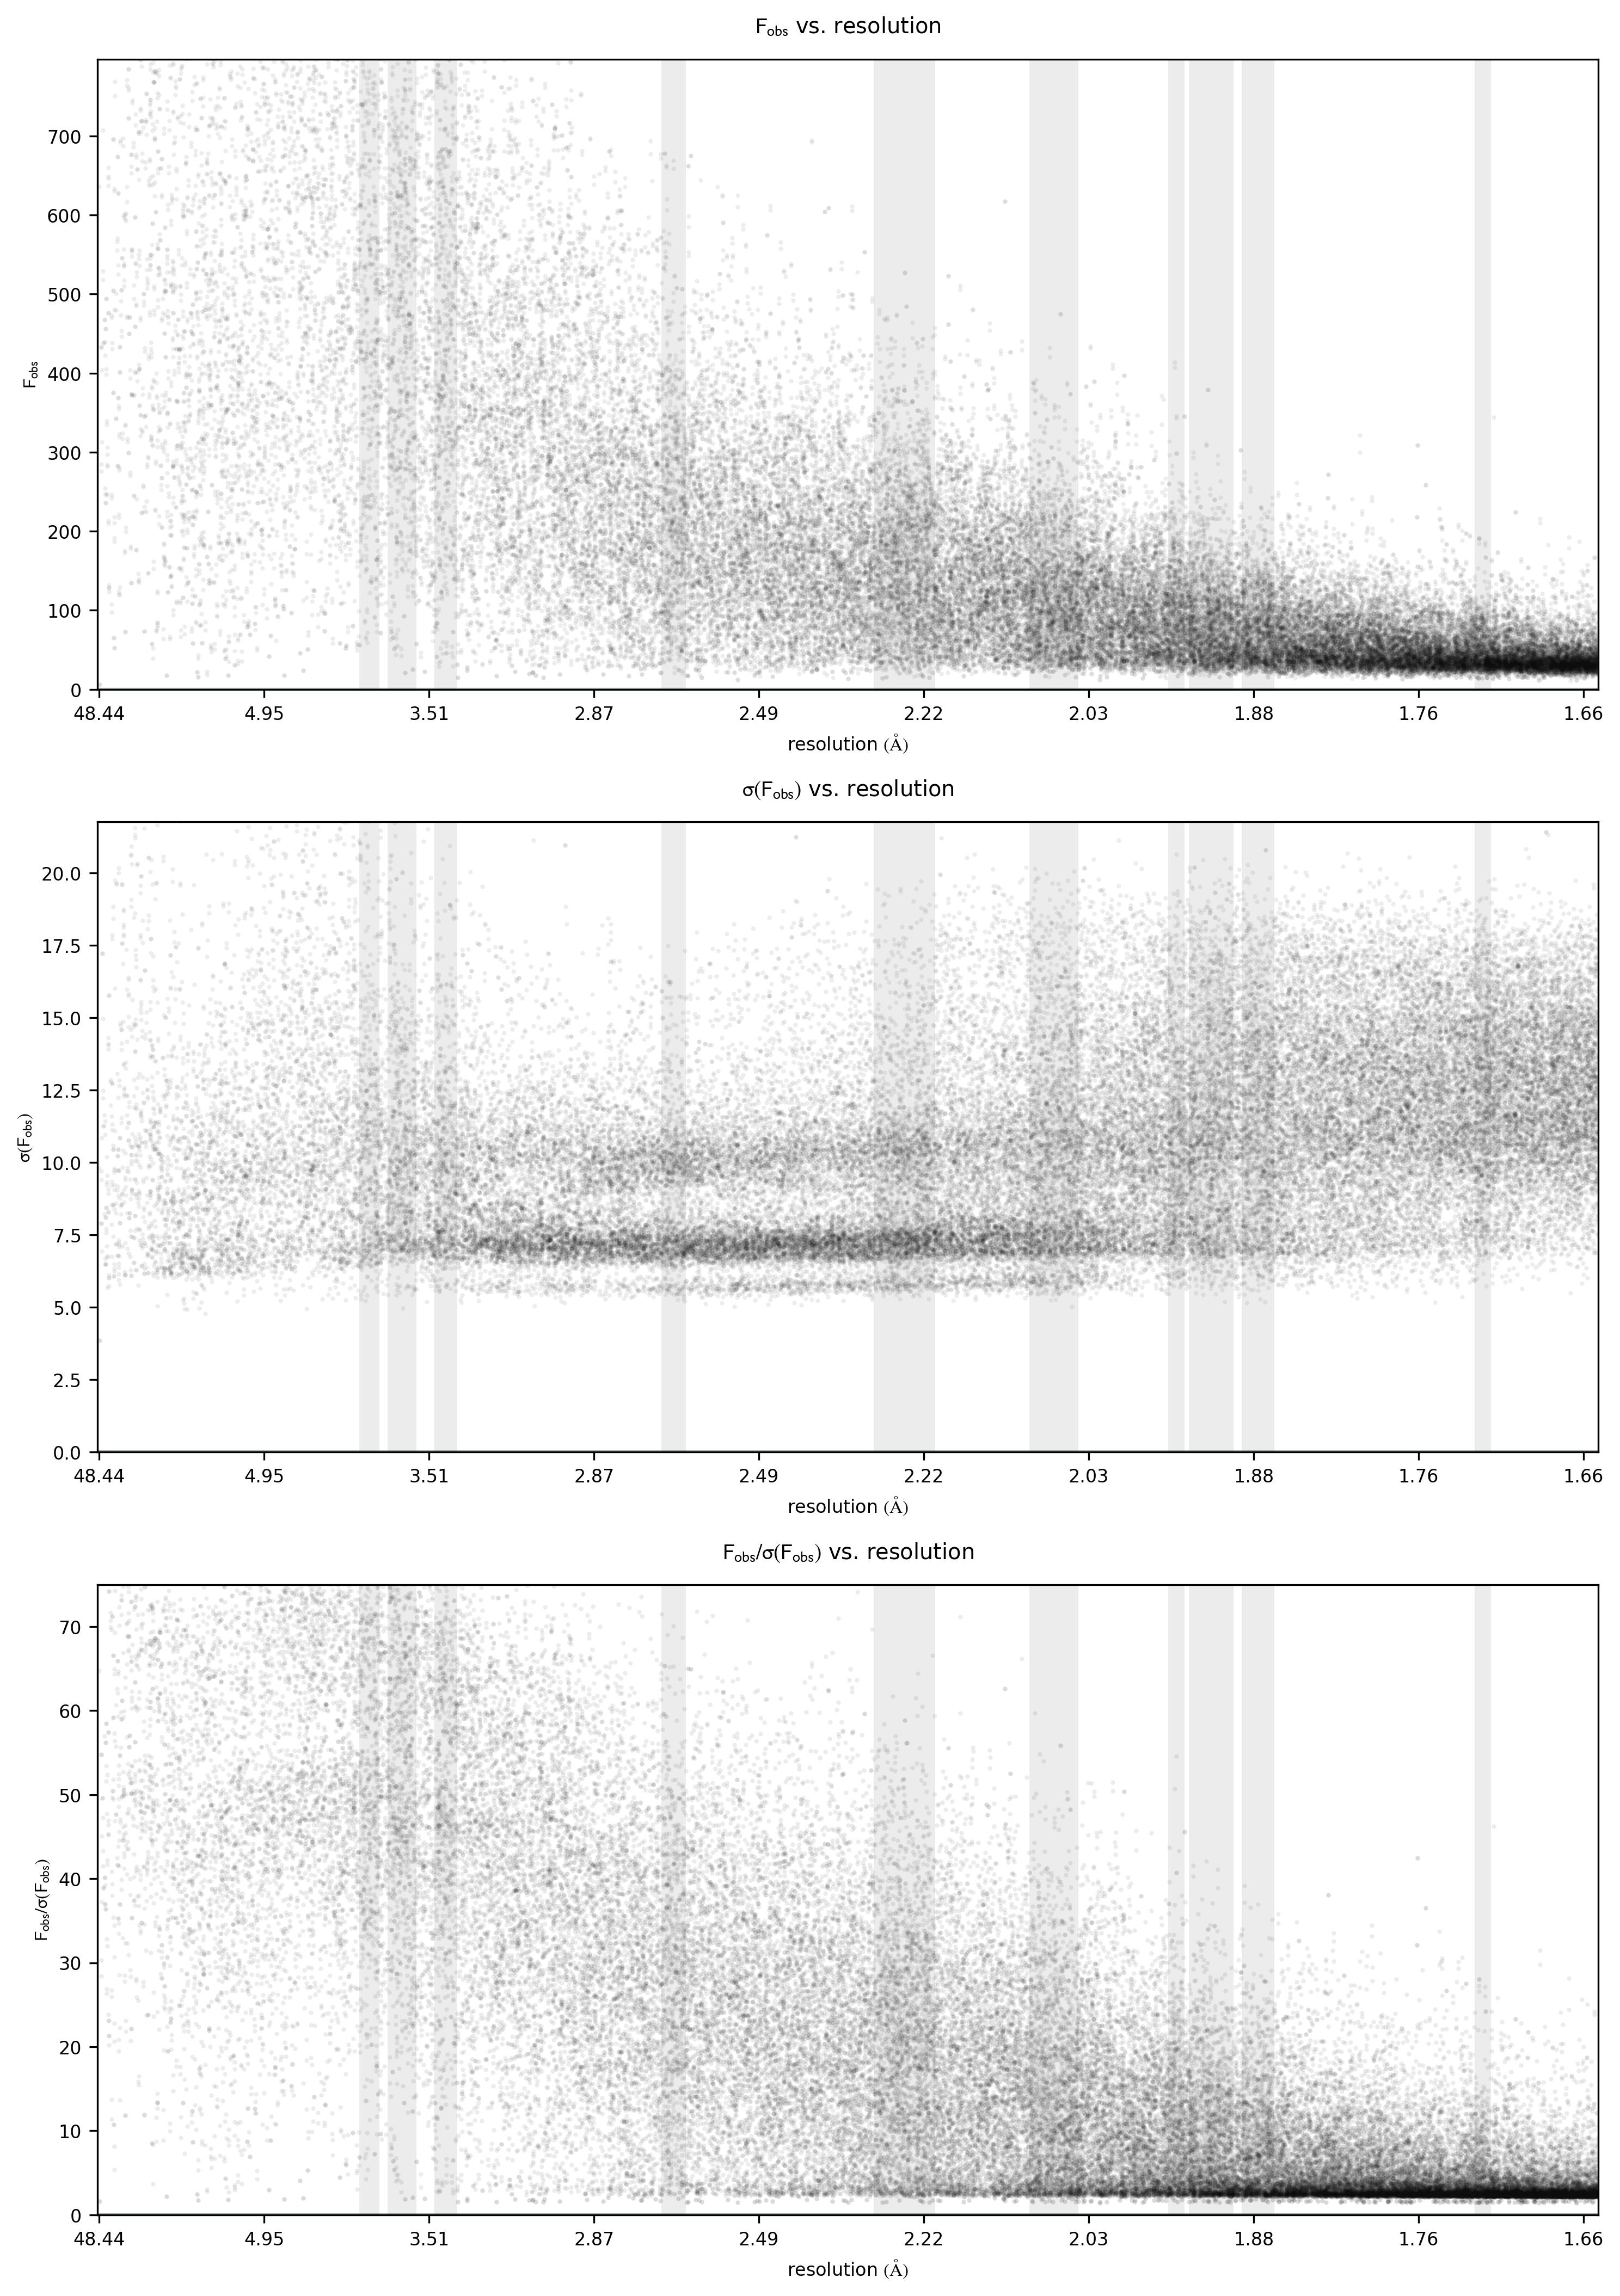 Fobs vs. resolution
700
600
500
400
300
200
100
0
Fobs
48.44 4.95 3.51 2.87 2.49 2.22 2.03 1.88 1.76 1.66
resolution (Å)
σ(Fobs) vs. resolution
20.0
17.5
15.0
12.5
10.0
7.5
5.0
2.5
0.0
σ(Fobs)
48.44 4.95 3.51 2.87 2.49 2.22 2.03 1.88 1.76 1.66
resolution (Å)
Fobs/σ(Fobs) vs. resolution
70
60
50
40
30
20
10
0
Fobs/σ(Fobs)
48.44 4.95 3.51 2.87 2.49 2.22 2.03 1.88 1.76 1.66
resolution (Å)